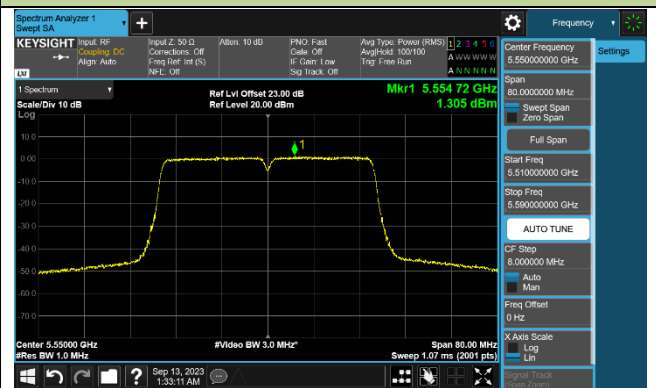 Spectrum Analyzer 1
Swept SA
Frequency
KEYSIGHT
Input: RF
Coupling: DC
Align: Auto
Input Z: 50 Ω
Corrections: Off
Freq Ref: Int (S)
NFE: Off
Atten: 10 dB
PNO: Fast
Gate: Off
IF Gain: Low
Sig Track: Off
Avg Type: Power (RMS)
Avg|Hold: 100/100
Trig: Free Run
1 2 3 4 5 6
A W W W W W
A N N N N N
LXI
1 Spectrum
Scale/Div 10 dB
Log
Ref Lvl Offset 23.00 dB
Ref Level 20.00 dBm
Mkr1 5.554 72 GHz
1.305 dBm
1
10.0
0.00
-10.0
-20.0
-30.0
-40.0
-50.0
-60.0
-70.0
Center 5.55000 GHz
#Res BW 1.0 MHz
#Video BW 3.0 MHz*
Span 80.00 MHz
Sweep 1.07 ms (2001 pts)
Center Frequency
5.550000000 GHz
Settings
Span
80.0000000 MHz
Swept Span
Zero Span
Full Span
Start Freq
5.510000000 GHz
Stop Freq
5.590000000 GHz
AUTO TUNE
CF Step
8.000000 MHz
Auto
Man
Freq Offset
0 Hz
X Axis Scale
Log
Lin
Signal Track
(Span Zoom)
?
Sep 13, 2023
1:33:11 AM